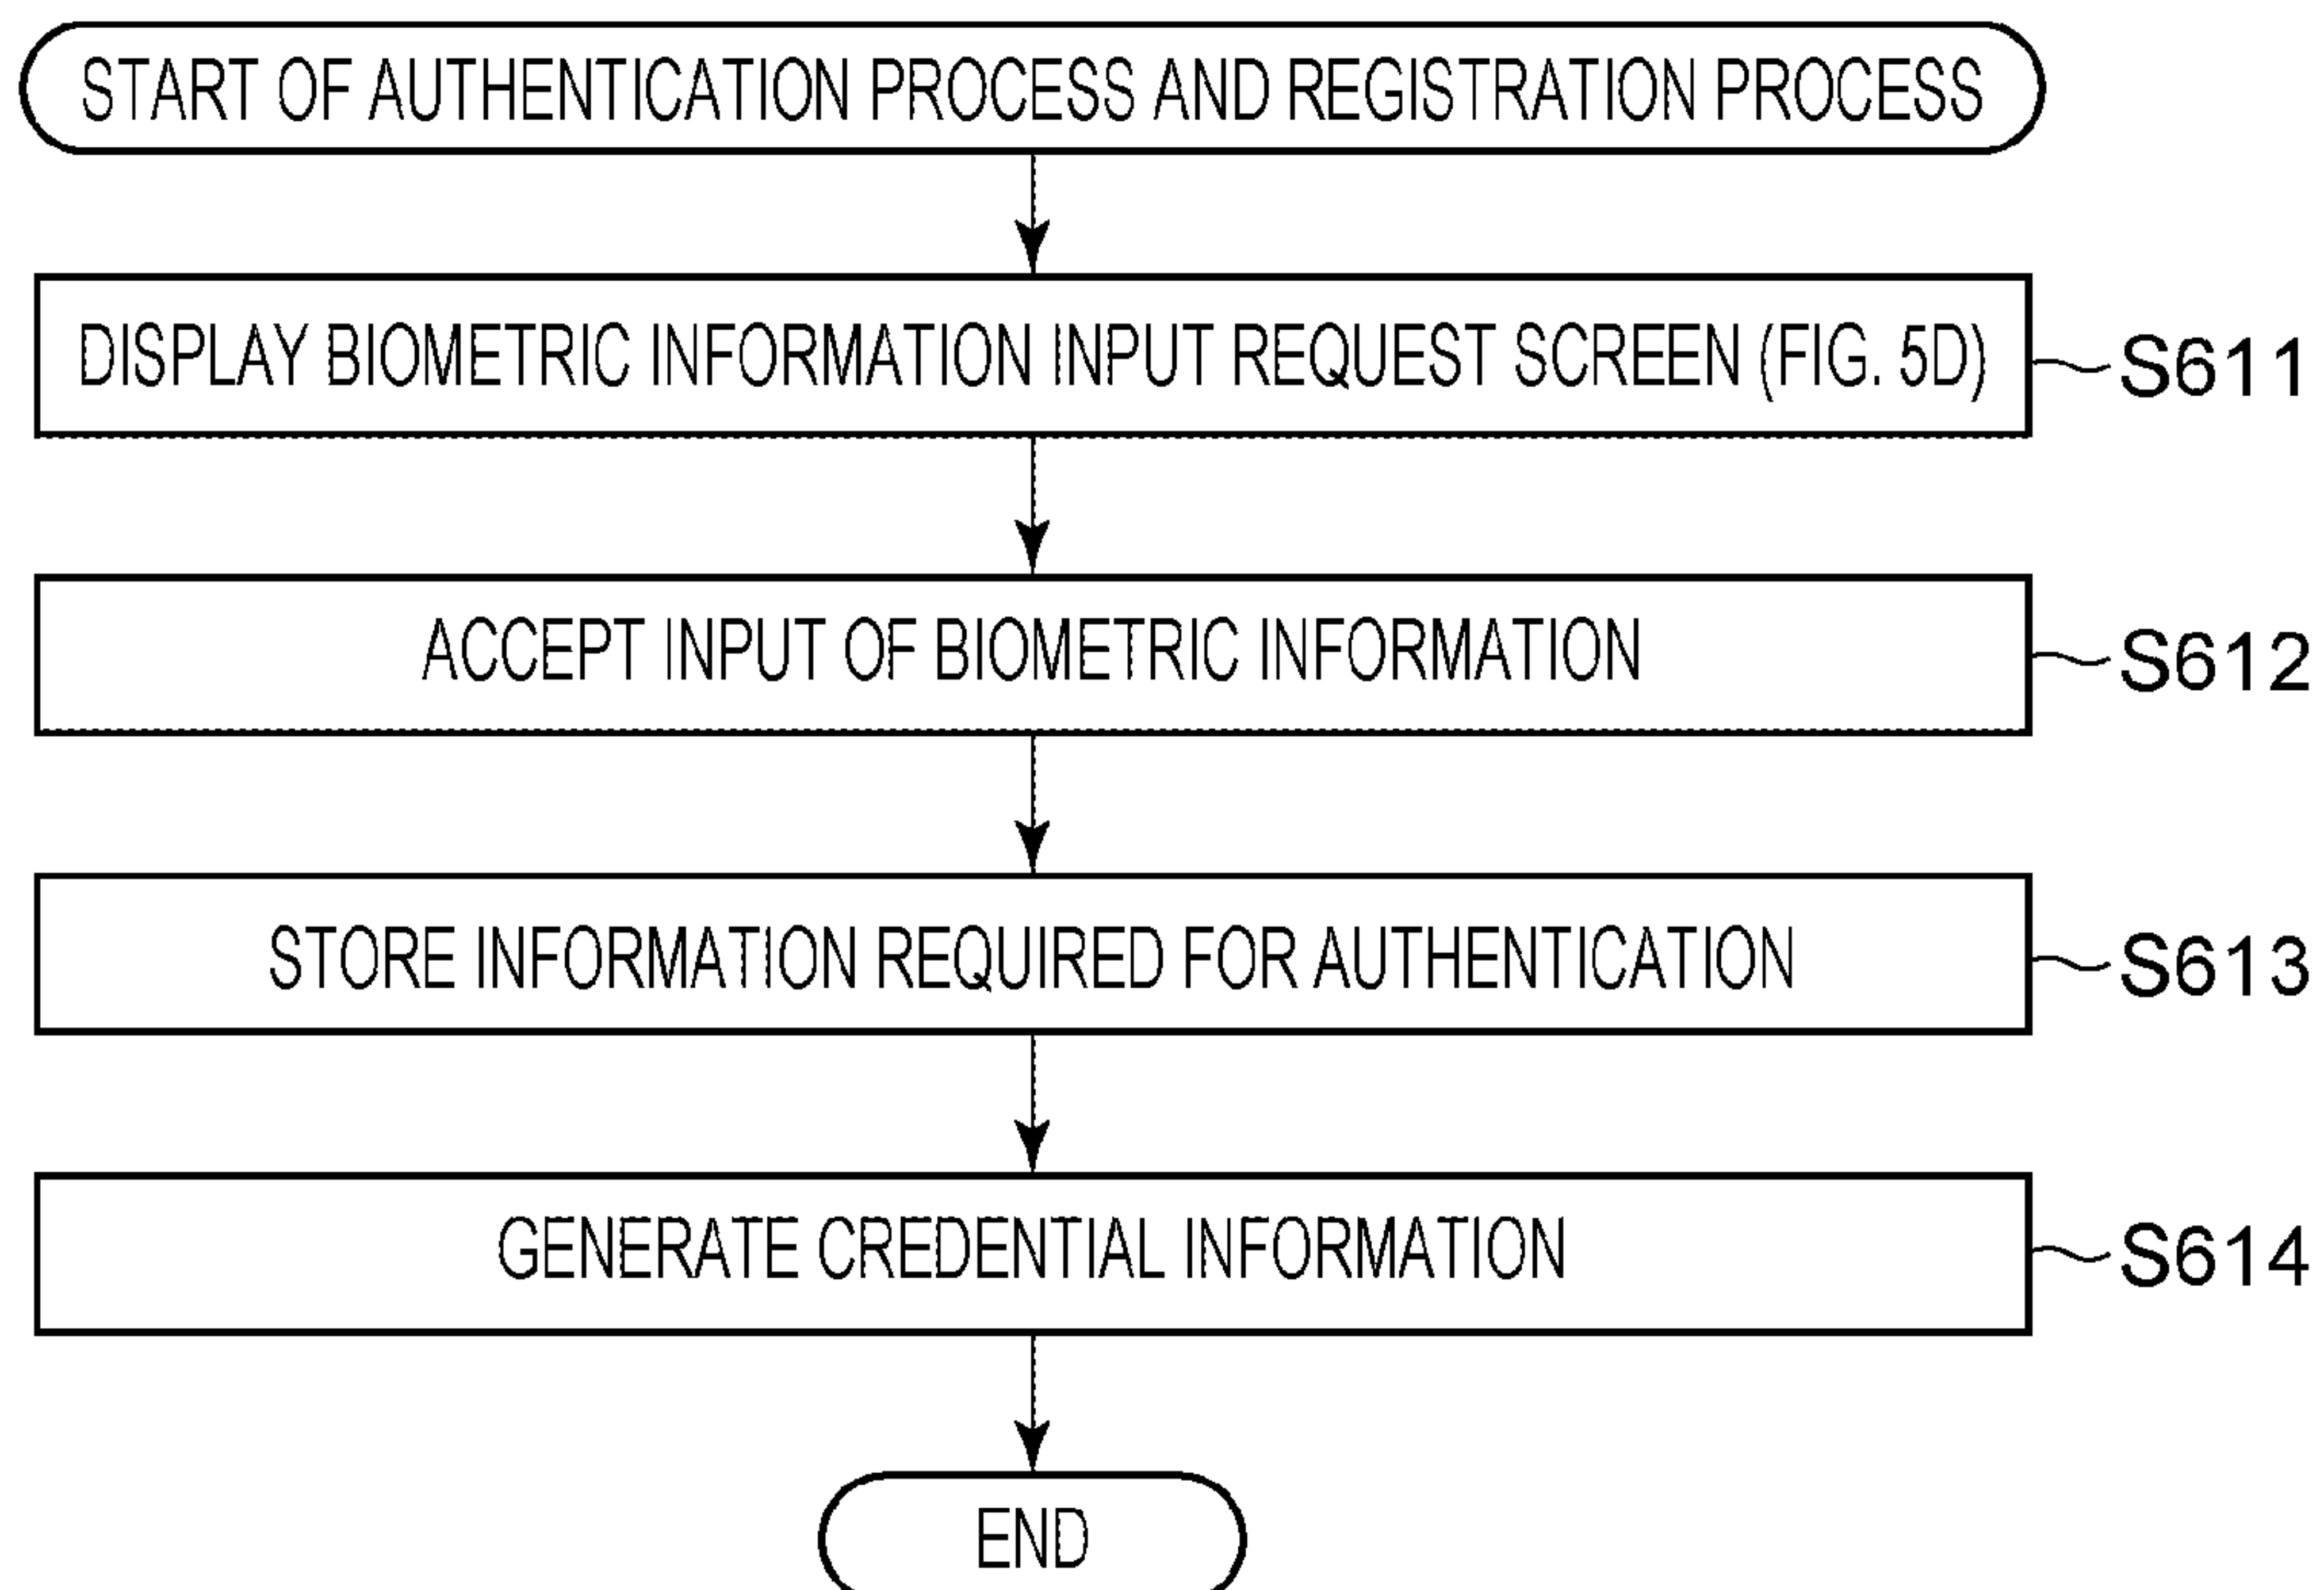 START OF AUTHENTICATION PROCESS AND REGISTRATION PROCESS
DISPLAY BIOMETRIC INFORMATION INPUT REQUEST SCREEN (FIG. 5D)
S611
ACCEPT INPUT OF BIOMETRIC INFORMATION
S612
STORE INFORMATION REQUIRED FOR AUTHENTICATION
S613
GENERATE CREDENTIAL INFORMATION
S614
END